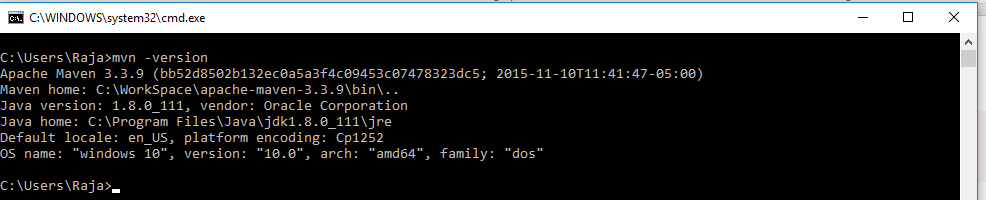 C:\WINDOWS\system32\cmd.exe
C:\Users\Raja>mvn -version
Apache Maven 3.3.9 (bb52d8502b132ec0a5a3f4c09453c07478323dc5; 2015-11-10T11:41:47-05:00)
Maven home: C:\WorkSpace\apache-maven-3.3.9\bin\..
Java version: 1.8.0_111, vendor: Oracle Corporation
Java home: C:\Program Files\Java\jdk1.8.0_111\jre
Default locale: en_US, platform encoding: Cp1252
OS name: "windows 10", version: "10.0", arch: "amd64", family: "dos"
C:\Users\Raja>